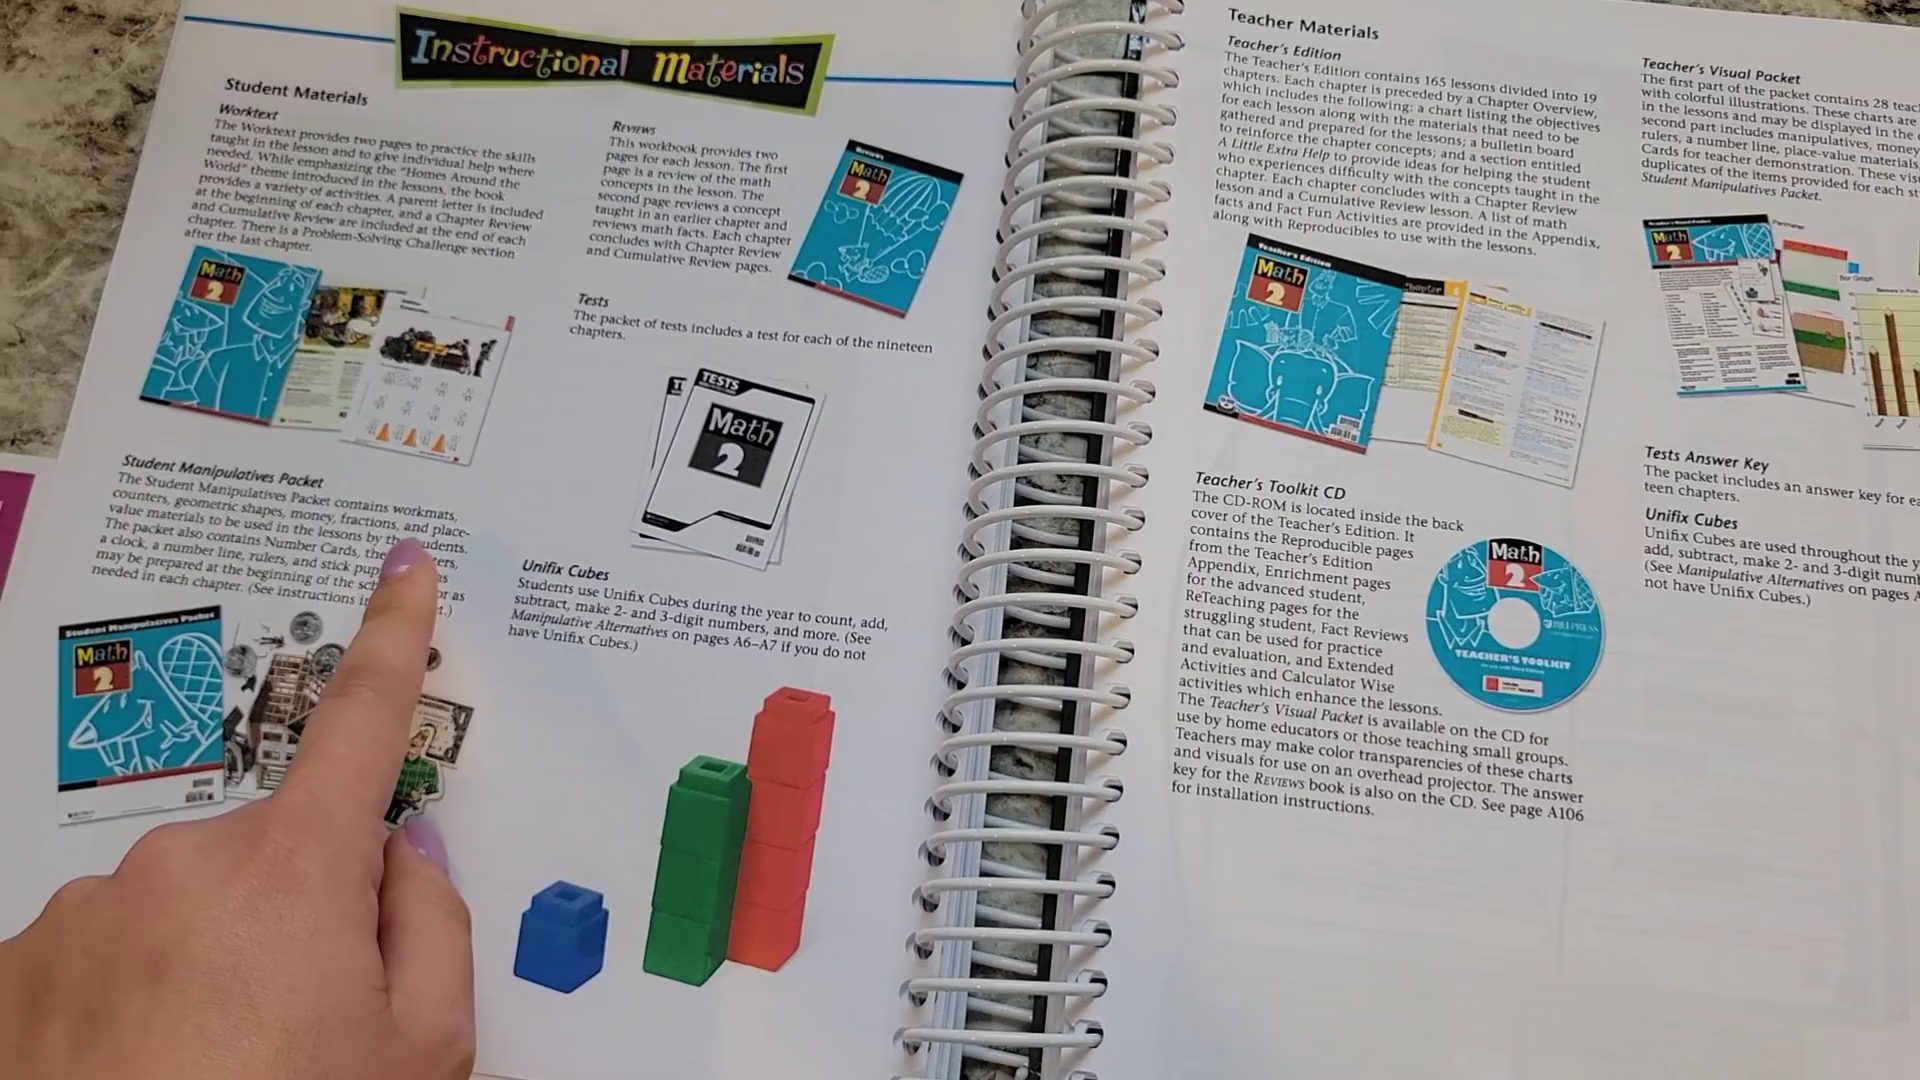 Instructional Materials
Student Materials
Worktext
The Worktext provides two pages to practice the skills
taught in the lesson and to give individual help where
needed. While emphasizing the "Homes Around the
World" theme introduced in the lessons, the book
provides a variety of activities. A parent letter is included
at the beginning of each chapter, and a Chapter Review
and Cumulative Review are included at the end of each
chapter. There is a Problem-Solving Challenge section
after the last chapter.
Math
2
Student Manipulatives Packet
The Student Manipulatives Packet contains workmats,
counters, geometric shapes, money, fractions, and place-
value materials to be used in the lessons by the students.
The packet also contains Number Cards,
a clock, a number line, rulers, and stick
may be prepared at the beginning of the or as
needed in each chapter. (See instructions
Student Manipulatives Packet
Math
2
REVIEWS
This workbook provides two
pages for each lesson. The first
page is a review of the math
concepts in the lesson. The
second page reviews a concept
taught in an earlier chapter and
reviews math facts. Each chapter
concludes with Chapter Review
and Cumulative Review pages.
Reviews
Math
2
Tests
The packet of tests includes a test for each of the nineteen
chapters.
TESTS
Math
2
Unifix Cubes
Students use Unifix Cubes during the year to count, add,
subtract, make 2- and 3-digit numbers, and more. (See
Manipulative Alternatives on pages A6–A7 if you do not
have Unifix Cubes.)
Teacher Materials
Teacher's Edition
The Teacher's Edition contains 165 lessons divided into 19
chapters. Each chapter is preceded by a Chapter Overview,
which includes the following: a chart listing the objectives
for each lesson along with the materials that need to be
gathered and prepared for the lessons; a bulletin board
to reinforce the chapter concepts; and a section entitled
A Little Extra Help to provide ideas for helping the student
who experiences difficulty with the concepts taught in the
chapter. Each chapter concludes with a Chapter Review
lesson and a Cumulative Review lesson. A list of math
facts and Fact Fun Activities are provided in the Appendix,
along with Reproducibles to use with the lessons.
Teacher's Edition
Math
2
Chapter
Teacher's Toolkit CD
The CD-ROM is located inside the back
cover of the Teacher's Edition. It
contains the Reproducible pages
from the Teacher's Edition
Appendix, Enrichment pages
for the advanced student,
ReTeaching pages for the
struggling student, Fact Reviews
that can be used for practice
and evaluation, and Extended
Activities and Calculator Wise
activities which enhance the lessons.
The Teacher's Visual Packet is available on the CD for
use by home educators or those teaching small groups.
Teachers may make color transparencies of these charts
and visuals for use on an overhead projector. The answer
key for the REVIEWS book is also on the CD. See page A106
for installation instructions.
Math
2
BJU PRESS
TEACHER'S TOOLKIT
Teacher's Visual Packet
The first part of the packet contains 28
with colorful illustrations. These charts are
in the lessons and may be displayed in the
second part includes manipulatives, money
rulers, a number line, place-value materials
Cards for teacher demonstration. These
duplicates of the items provided for each
Student Manipulatives Packet.
Teacher's Visual Packet
Math
2
Perimeter
Bar Graph
Tests Answer Key
The packet includes an answer key for
teen chapters.
Unifix Cubes
Unifix Cubes are used throughout the
add, subtract, make 2- and 3-digit
(See Manipulative Alternatives on pages
not have Unifix Cubes.)